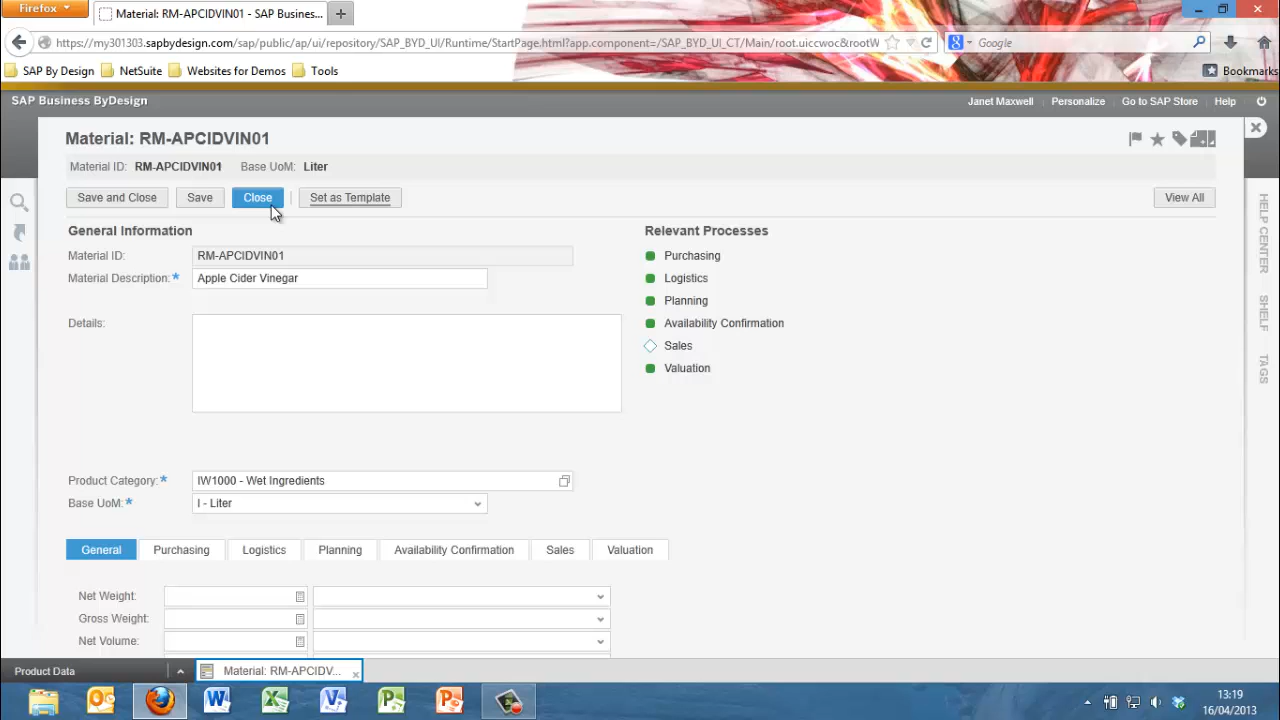 Firefox
Material: RM-APCIDVIN01 - SAP Busines...
https://my301303.sapbydesign.com/sap/public/ap/ui/repository/SAP_BYD_UI/Runtime/StartPage.html?app.component=/SAP_BYD_UI_CT/Main/root.uiccwoc&rootW
Google
SAP By Design
NetSuite
Websites for Demos
Tools
Bookmarks
SAP Business ByDesign
Janet Maxwell
Personalize
Go to SAP Store
Help
Material: RM-APCIDVIN01
Material ID: RM-APCIDVIN01 Base UoM: Liter
Save and Close
Save
Close
Set as Template
View All
General Information
Material ID: RM-APCIDVIN01
Material Description:* Apple Cider Vinegar
Details:
Product Category:* IW1000 - Wet Ingredients
Base UoM:* l - Liter
Relevant Processes
Purchasing
Logistics
Planning
Availability Confirmation
Sales
Valuation
HELP CENTER
SHELF
TAGS
General
Purchasing
Logistics
Planning
Availability Confirmation
Sales
Valuation
Net Weight:
Gross Weight:
Net Volume:
Product Data
Material: RM-APCIDV...
13:19
16/04/2013